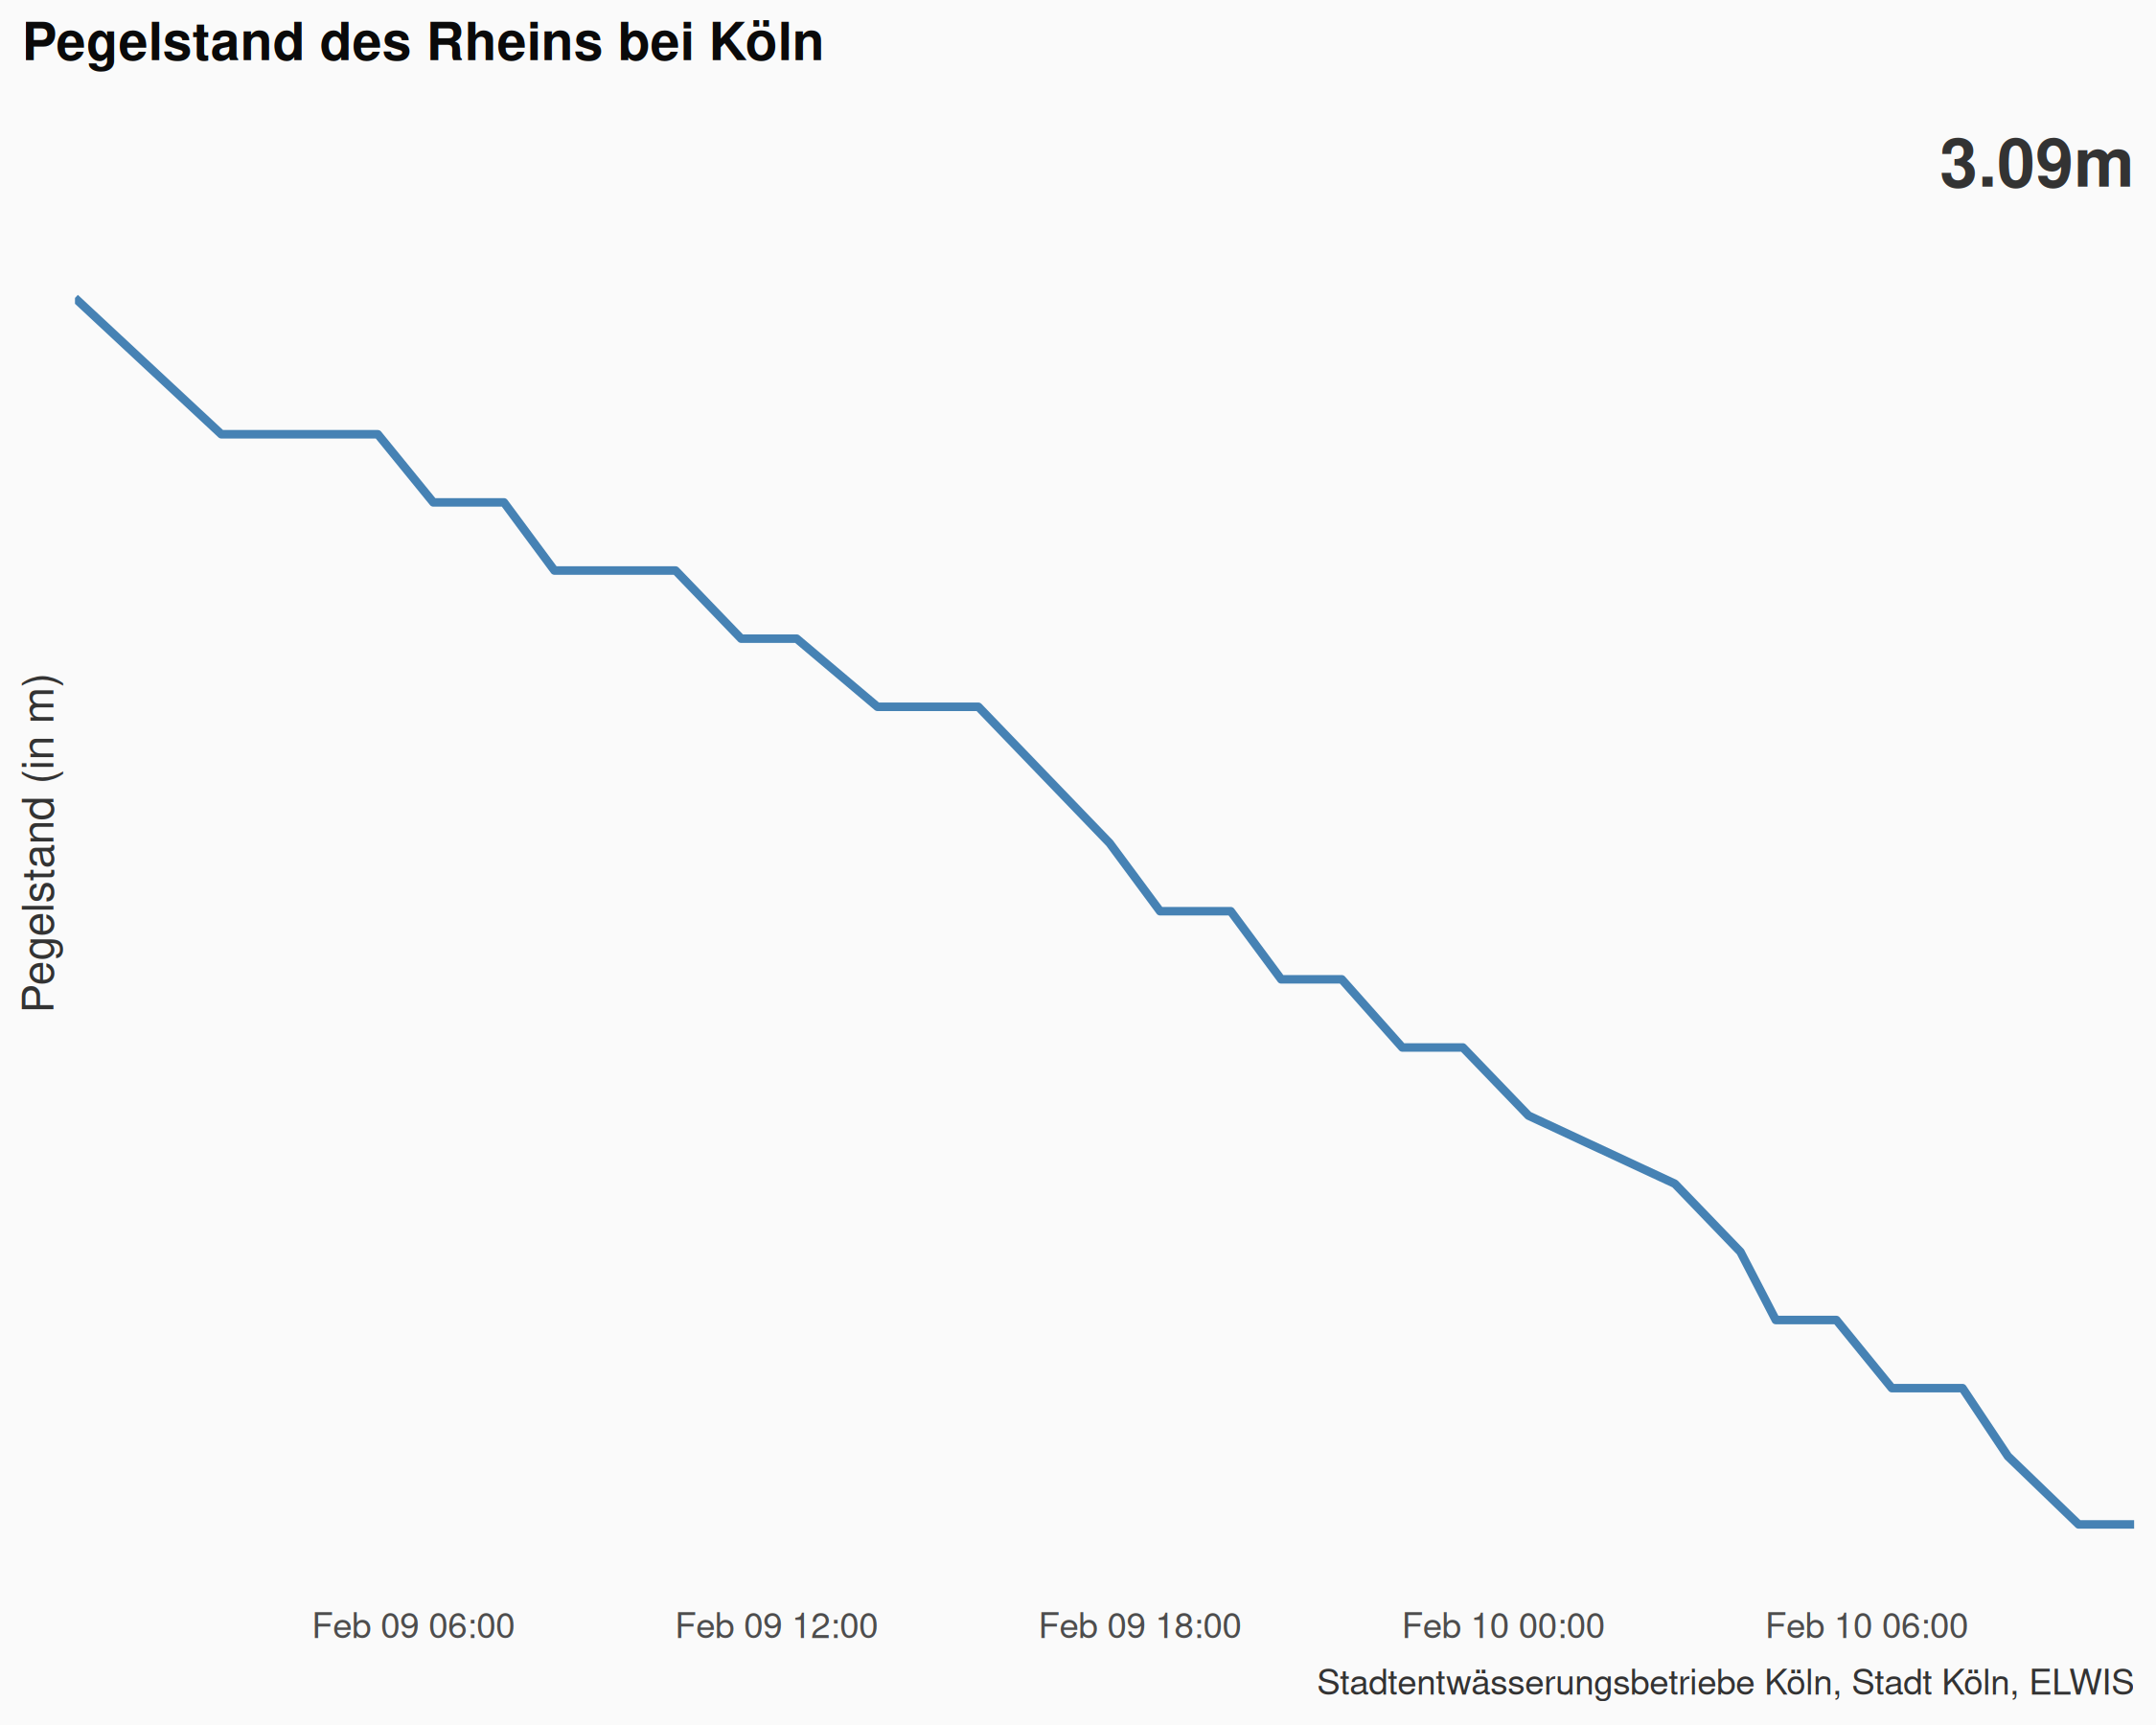 Pegelstand des Rheins bei Köln
3.09m
Pegelstand (in m)
Feb 09 06:00 Feb 09 12:00 Feb 09 18:00 Feb 10 00:00 Feb 10 06:00
Stadtentwässerungsbetriebe Köln, Stadt Köln, ELWIS